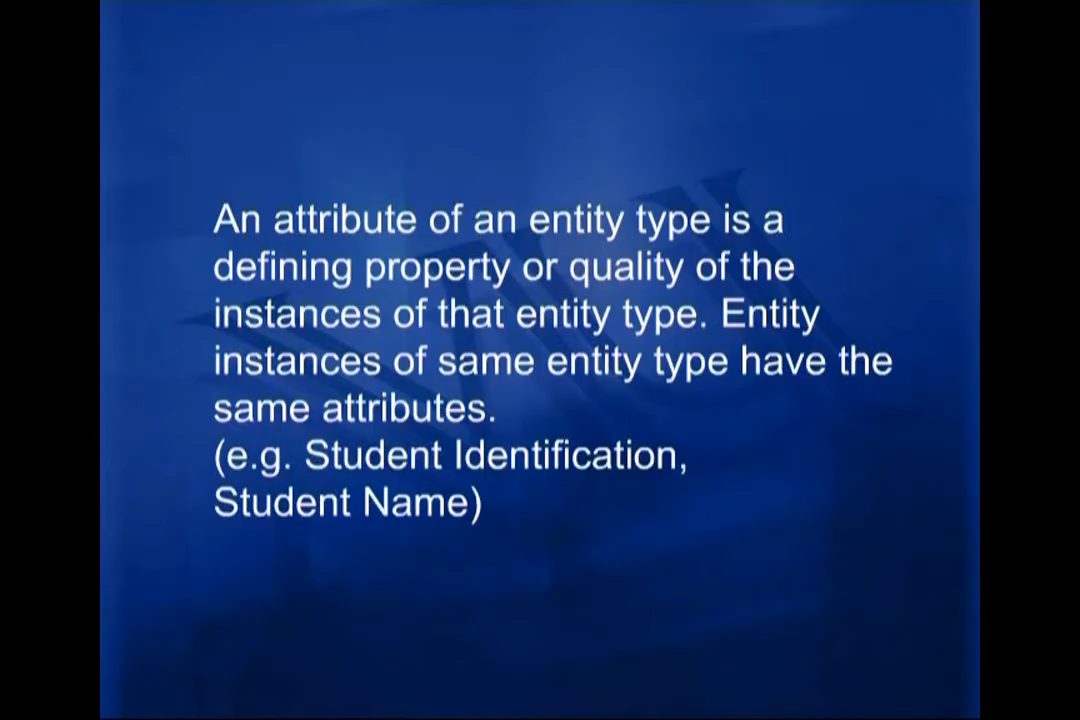 An attribute of an entity type is a
defining property or quality of the
instances of that entity type. Entity
instances of same entity type have the
same attributes.
(e.g. Student Identification,
Student Name)